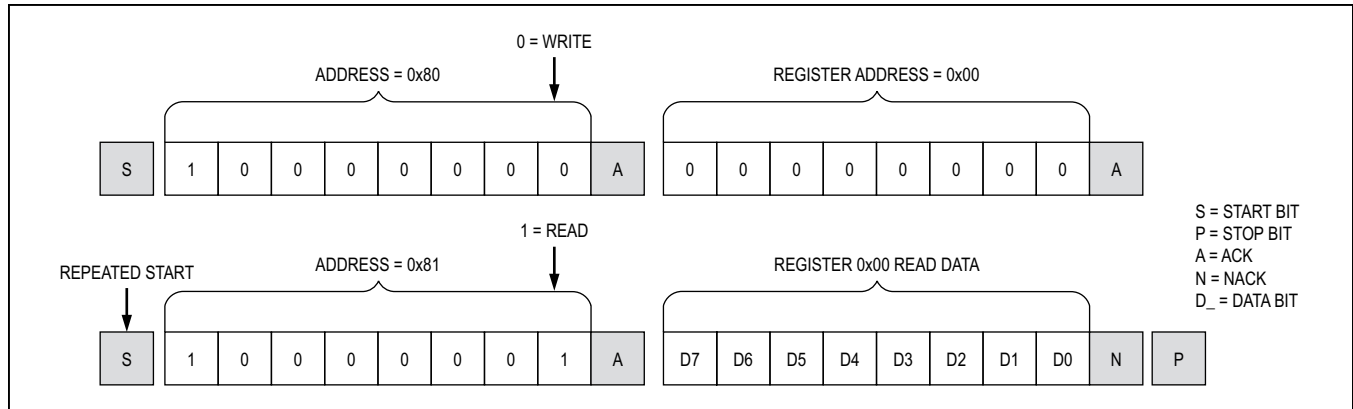 0 = WRITE
ADDRESS = 0x80 REGISTER ADDRESS = 0x00
S 1 0 0 0 0 0 0 0 A 0 0 0 0 0 0 0 0 A
1 = READ
REPEATED START ADDRESS = 0x81 REGISTER 0x00 READ DATA
S 1 0 0 0 0 0 0 1 A D7 D6 D5 D4 D3 D2 D1 D0 N P
S = START BIT
P = STOP BIT
A = ACK
N = NACK
D_ = DATA BIT